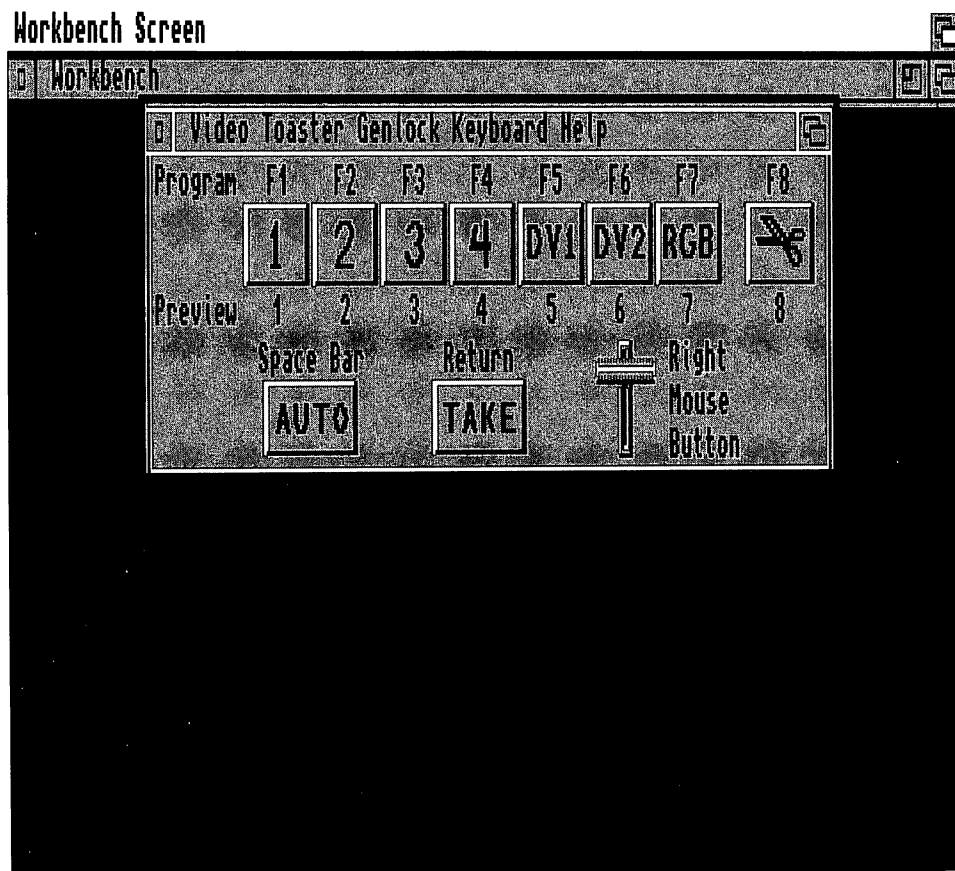 Workbench Screen
Workbench
Video Toaster Genlock Keyboard Help
Program F1 F2 F3 F4 F5 F6 F7 F8
1 2 3 4 DV1 DV2 RGB
Preview 1 2 3 4 5 6 7 8
Space Bar Return Right
Mouse
AUTO TAKE
Button